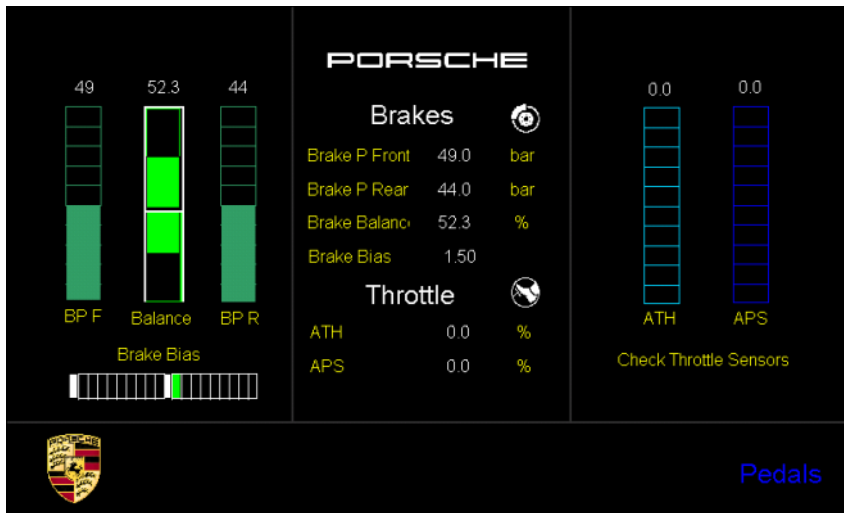 49 52.3 44
BP F Balance BP R
Brake Bias
PORSCHE
Brakes
Brake P Front 49.0 bar
Brake P Rear 44.0 bar
Brake Balanc 52.3 %
Brake Bias 1.50
Throttle
ATH 0.0 %
APS 0.0 %
0.0 0.0
ATH APS
Check Throttle Sensors
PORSCHE
Pedals